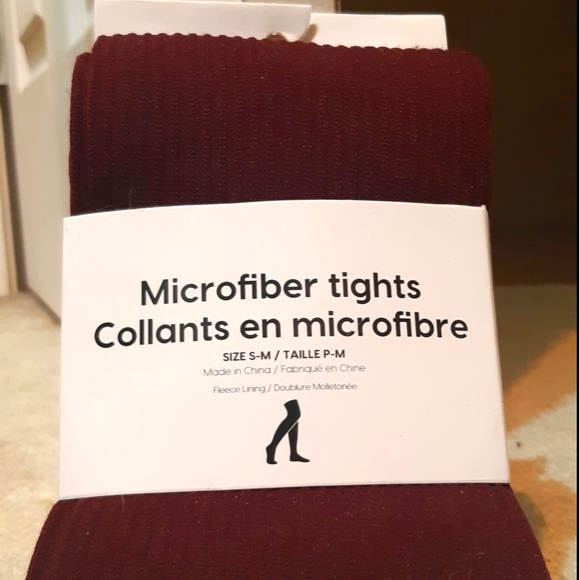 Microfiber tights
Collants en microfibre
SIZE S-M / TAILLE P-M
Made in China / Fabriqué en Chine
Fleece Lining / Doublure Molletonée